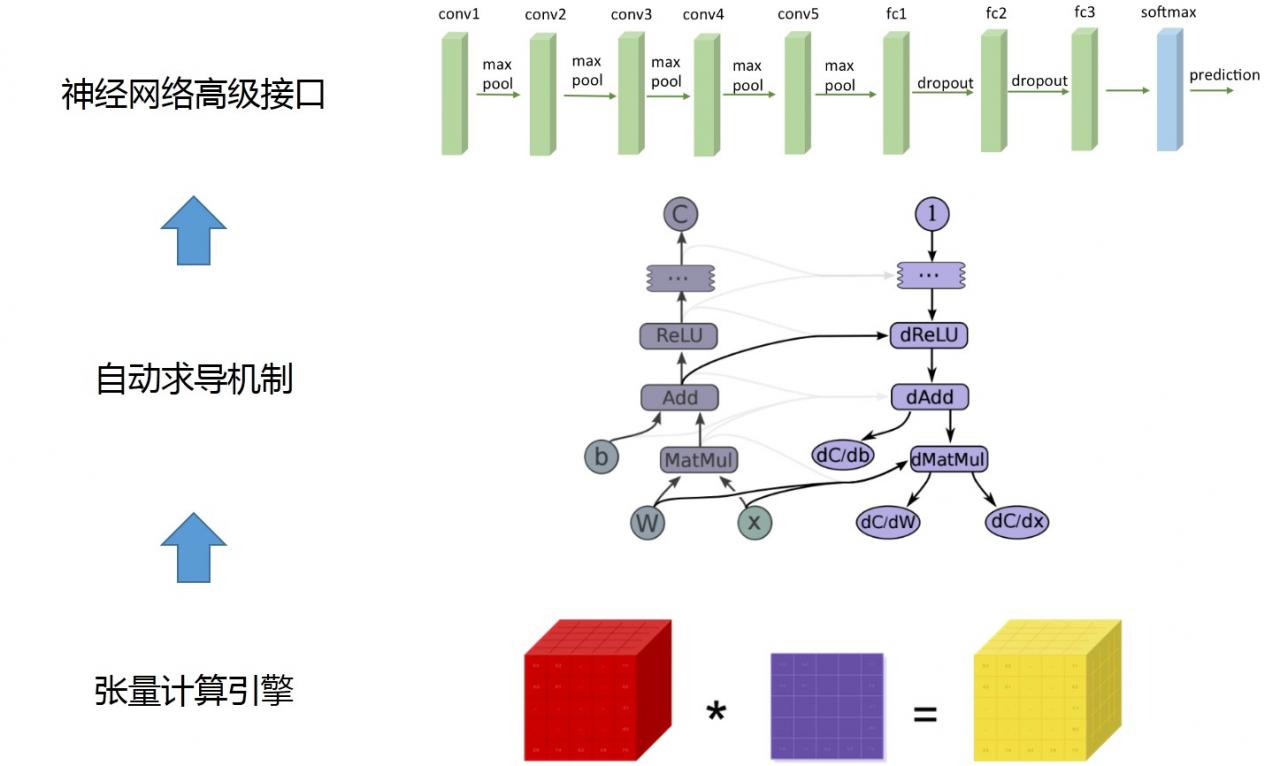 conv1 conv2 conv3 conv4 conv5 fc1 fc2 fc3 softmax
神经网络高级接口
max pool
max pool
max pool
max pool
max pool
dropout
dropout
prediction
C 1
... ...
ReLU dReLU
自动求导机制
Add dAdd
b MatMul dC/db dMatMul
W x dC/dW dC/dx
张量计算引擎
* =